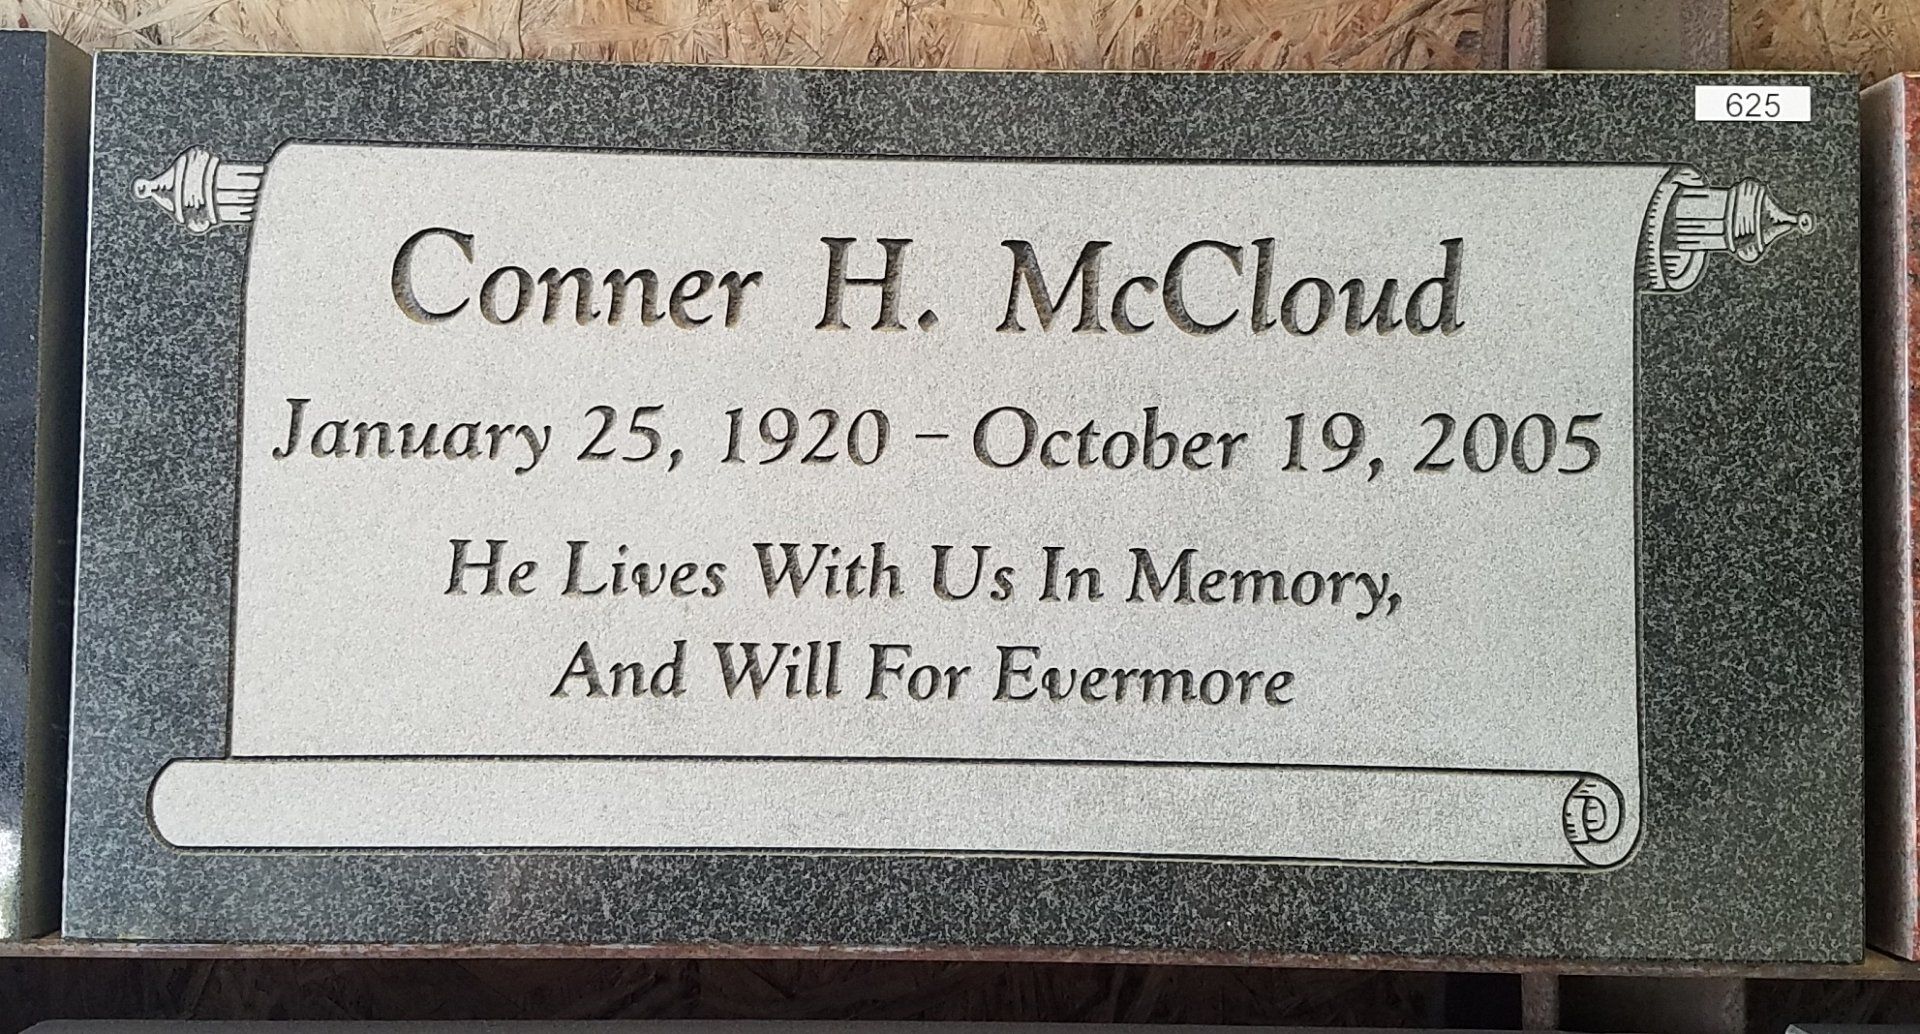 625
Conner H. McCloud
January 25, 1920 – October 19, 2005
He Lives With Us In Memory,
And Will For Evermore